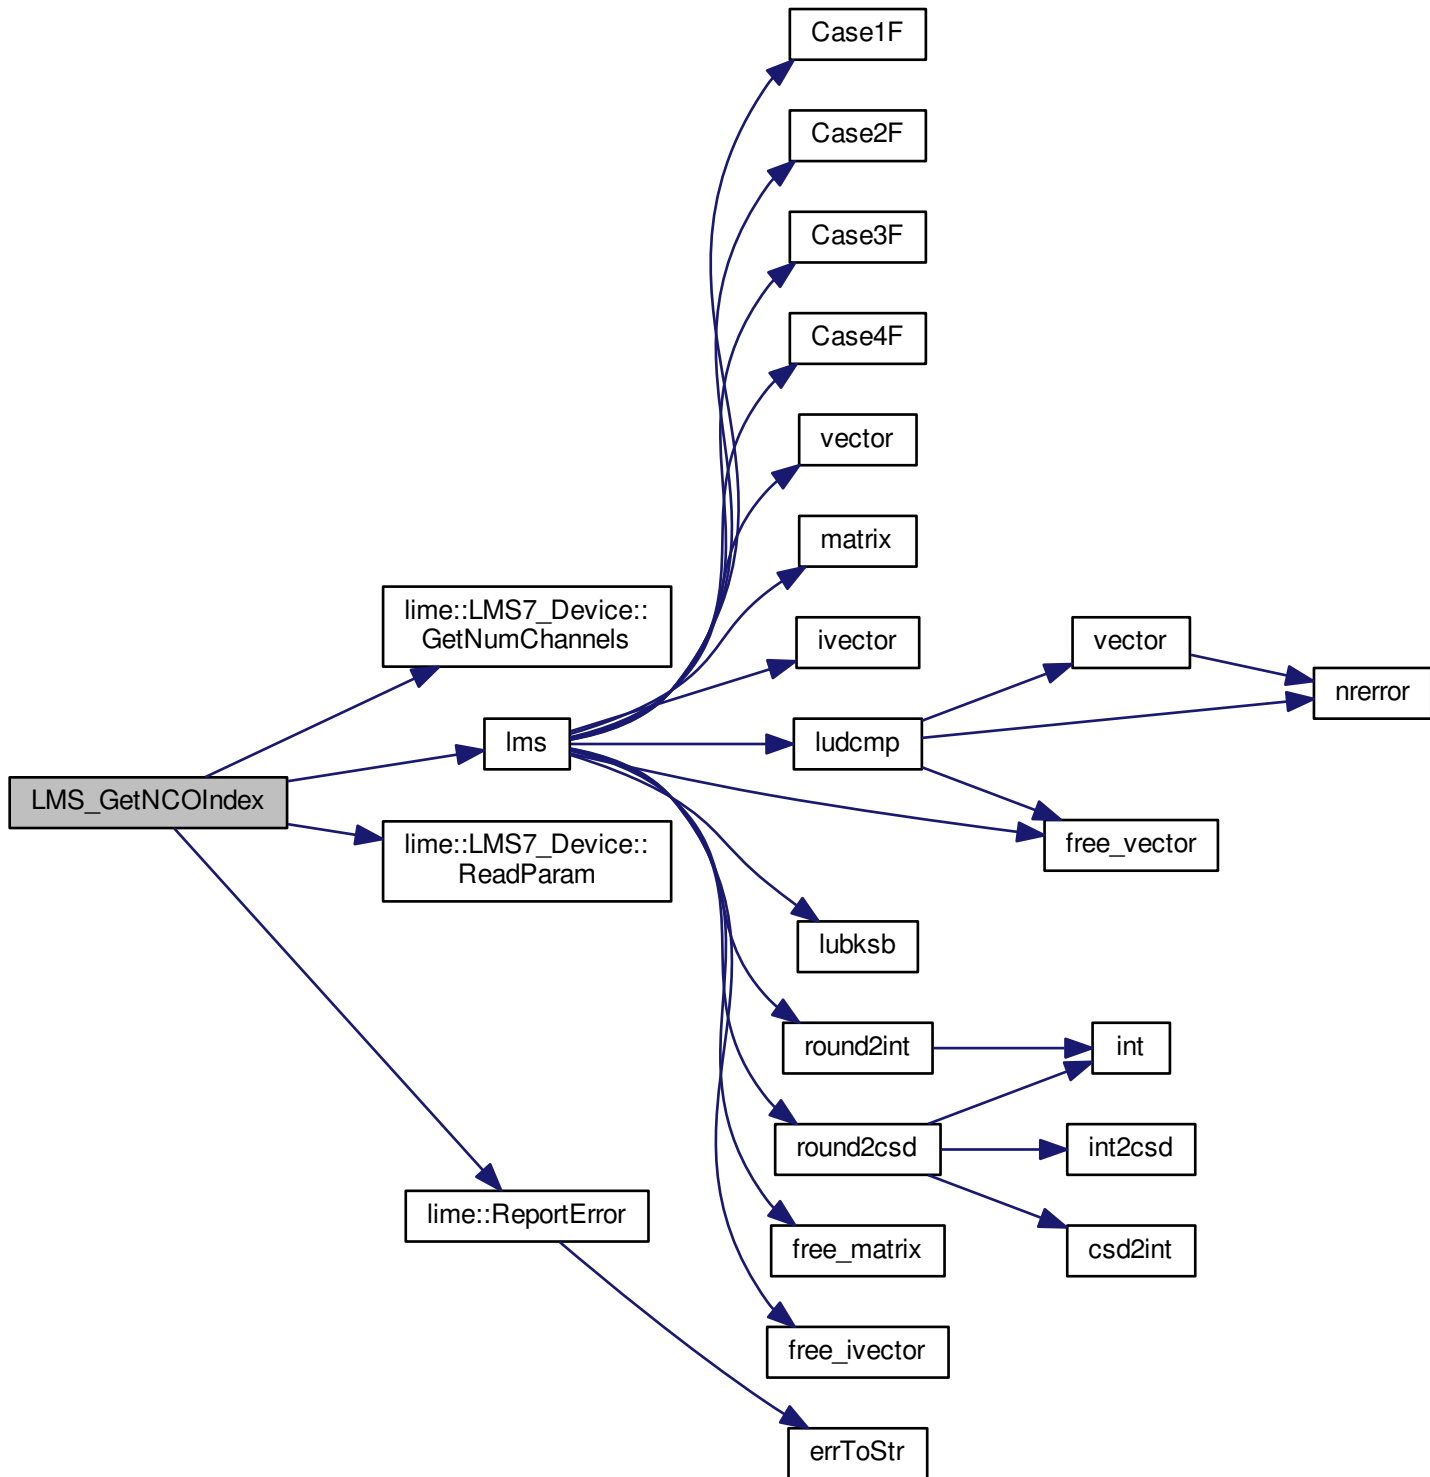 Case1F
Case2F
Case3F
Case4F
vector
matrix
lime::LMS7_Device::
GetNumChannels
ivector
vector
nrerror
lms
ludcmp
LMS_GetNCOIndex
lime::LMS7_Device::
ReadParam
free_vector
lubksb
round2int
int
round2csd
int2csd
lime::ReportError
free_matrix
csd2int
free_ivector
errToStr